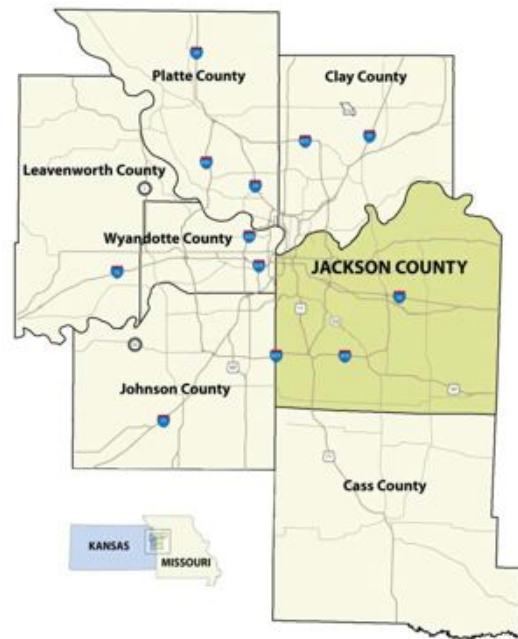 Platte County
Clay County
Leavenworth County
Wyandotte County
JACKSON COUNTY
Johnson County
Cass County
KANSAS
MISSOURI